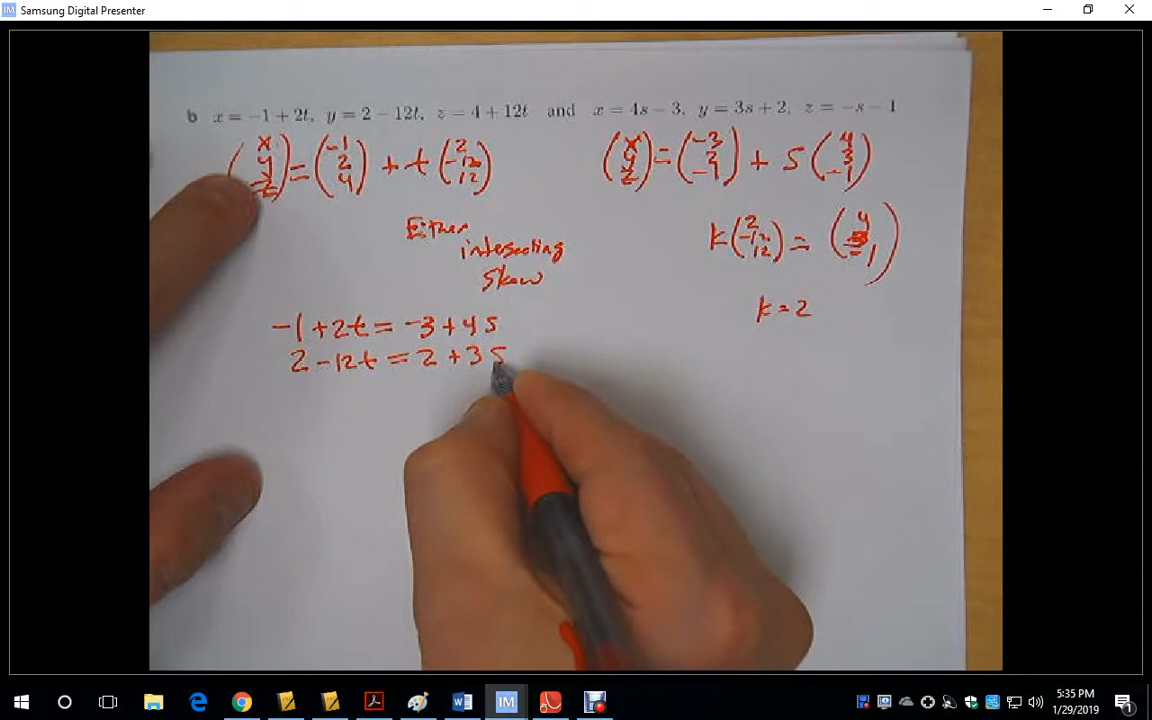 Samsung Digital Presenter
b x = −1 + 2t, y = 2 − 12t, z = 4 + 12t and x = 4s − 3, y = 3s + 2, z = −s − 1
(x y z) = (-1 2 4) + t (2 -12 12)
(x y z) = (-3 2 -1) + s (4 3 -1)
k (2 -12 12) = (4 3 -1)
Either
intersecting
skew
k = 2
-1 + 2t = -3 + 4s
2 - 12t = 2 + 3s
5:35 PM
1/29/2019